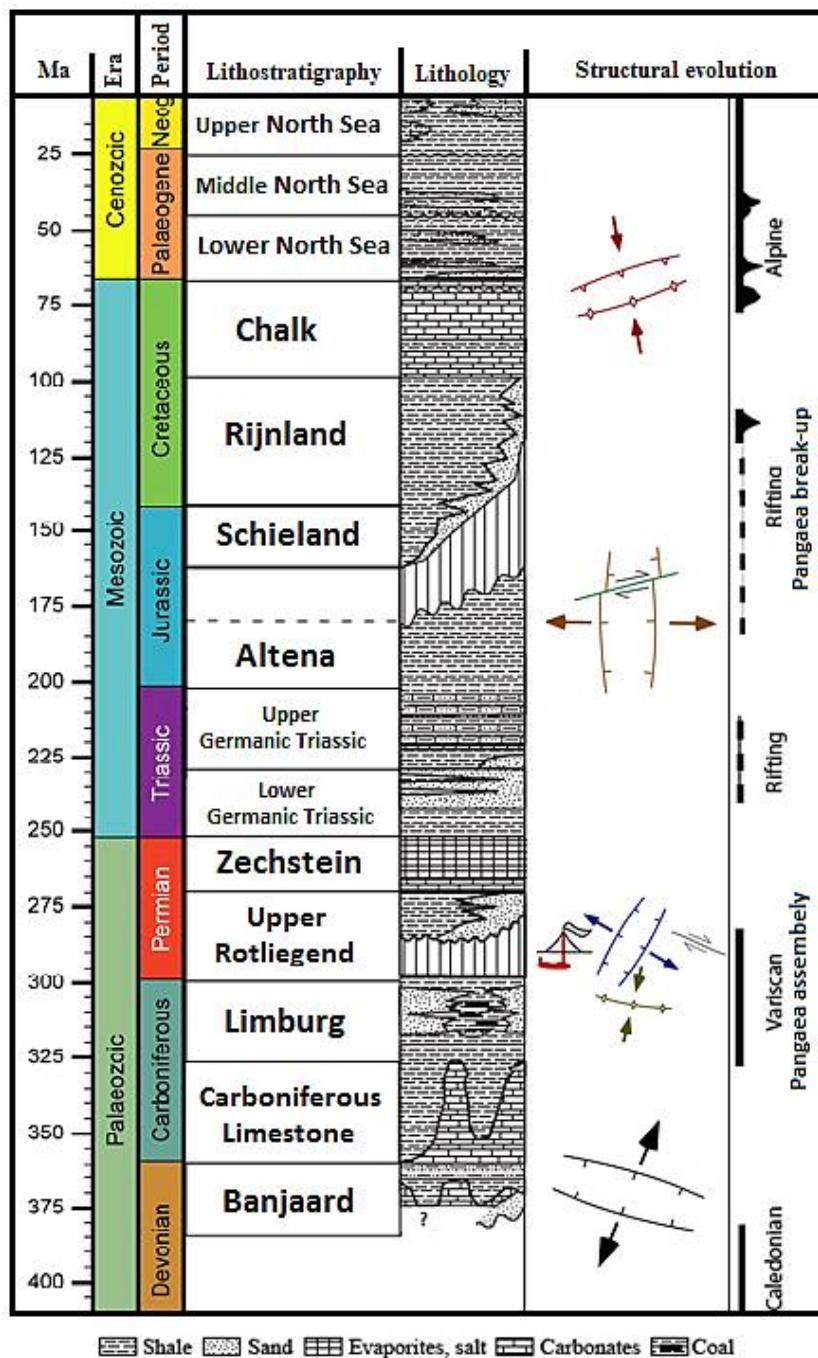 Ma
Era
Period
Lithostratigraphy
Lithology
Structural evolution
25
50
75
100
125
150
175
200
225
250
275
300
325
350
375
400
Cenozcic
Mesozoic
Palaeozcic
Neog
Palaeogene
Cretaceous
Jurassic
Triassic
Permian
Carboniferous
Devonian
Upper North Sea
Middle North Sea
Lower North Sea
Chalk
Rijnland
Schieland
Altena
Upper
Germanic Triassic
Lower
Germanic Triassic
Zechstein
Upper
Rotliegend
Limburg
Carboniferous
Limestone
Banjaard
?
Alpine
Rifting
Pangaea break-up
Rifting
Variscan
Pangaea assembely
Caledonian
Shale Sand Evaporites, salt Carbonates Coal